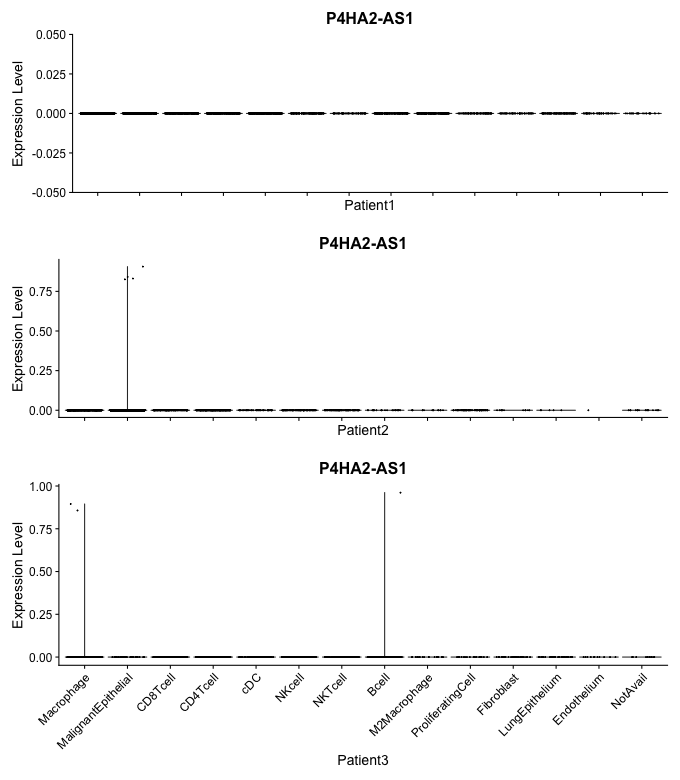 P4HA2-AS1
Expression Level
0.050
0.025
0.000
-0.025
-0.050
Patient1
P4HA2-AS1
Expression Level
0.75
0.50
0.25
0.00
Patient2
P4HA2-AS1
Expression Level
1.00
0.75
0.50
0.25
0.00
Macrophage
MalignantEpithelial
CD8Tcell
CD4Tcell
cDC
NKcell
NKTcell
Bcell
M2Macrophage
ProliferatingCell
Fibroblast
LungEpithelium
Endothelium
NotAvail
Patient3